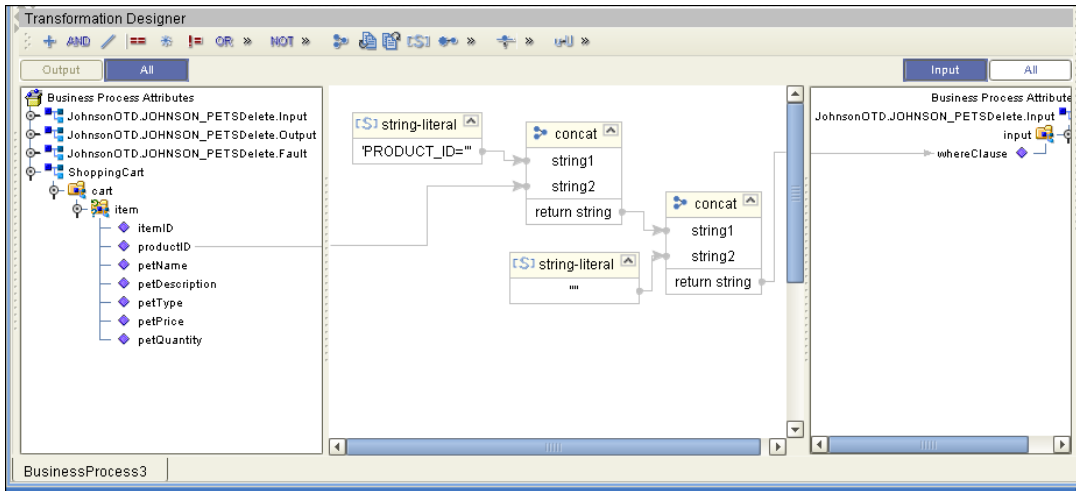 Transformation Designer
AND == != OR » NOT » [S] » » »
Output All Input All
Business Process Attributes
JohnsonOTD.JOHNSON_PETSDelete.Input
JohnsonOTD.JOHNSON_PETSDelete.Output
JohnsonOTD.JOHNSON_PETSDelete.Fault
ShoppingCart
cart
item
itemID
productID
petName
petDescription
petType
petPrice
petQuantity
[S] string-literal
'PRODUCT_ID="'
concat
string1
string2
return string
concat
string1
string2
return string
[S] string-literal
""
Business Process Attribute
JohnsonOTD.JOHNSON_PETSDelete.Input
input
whereClause
BusinessProcess3